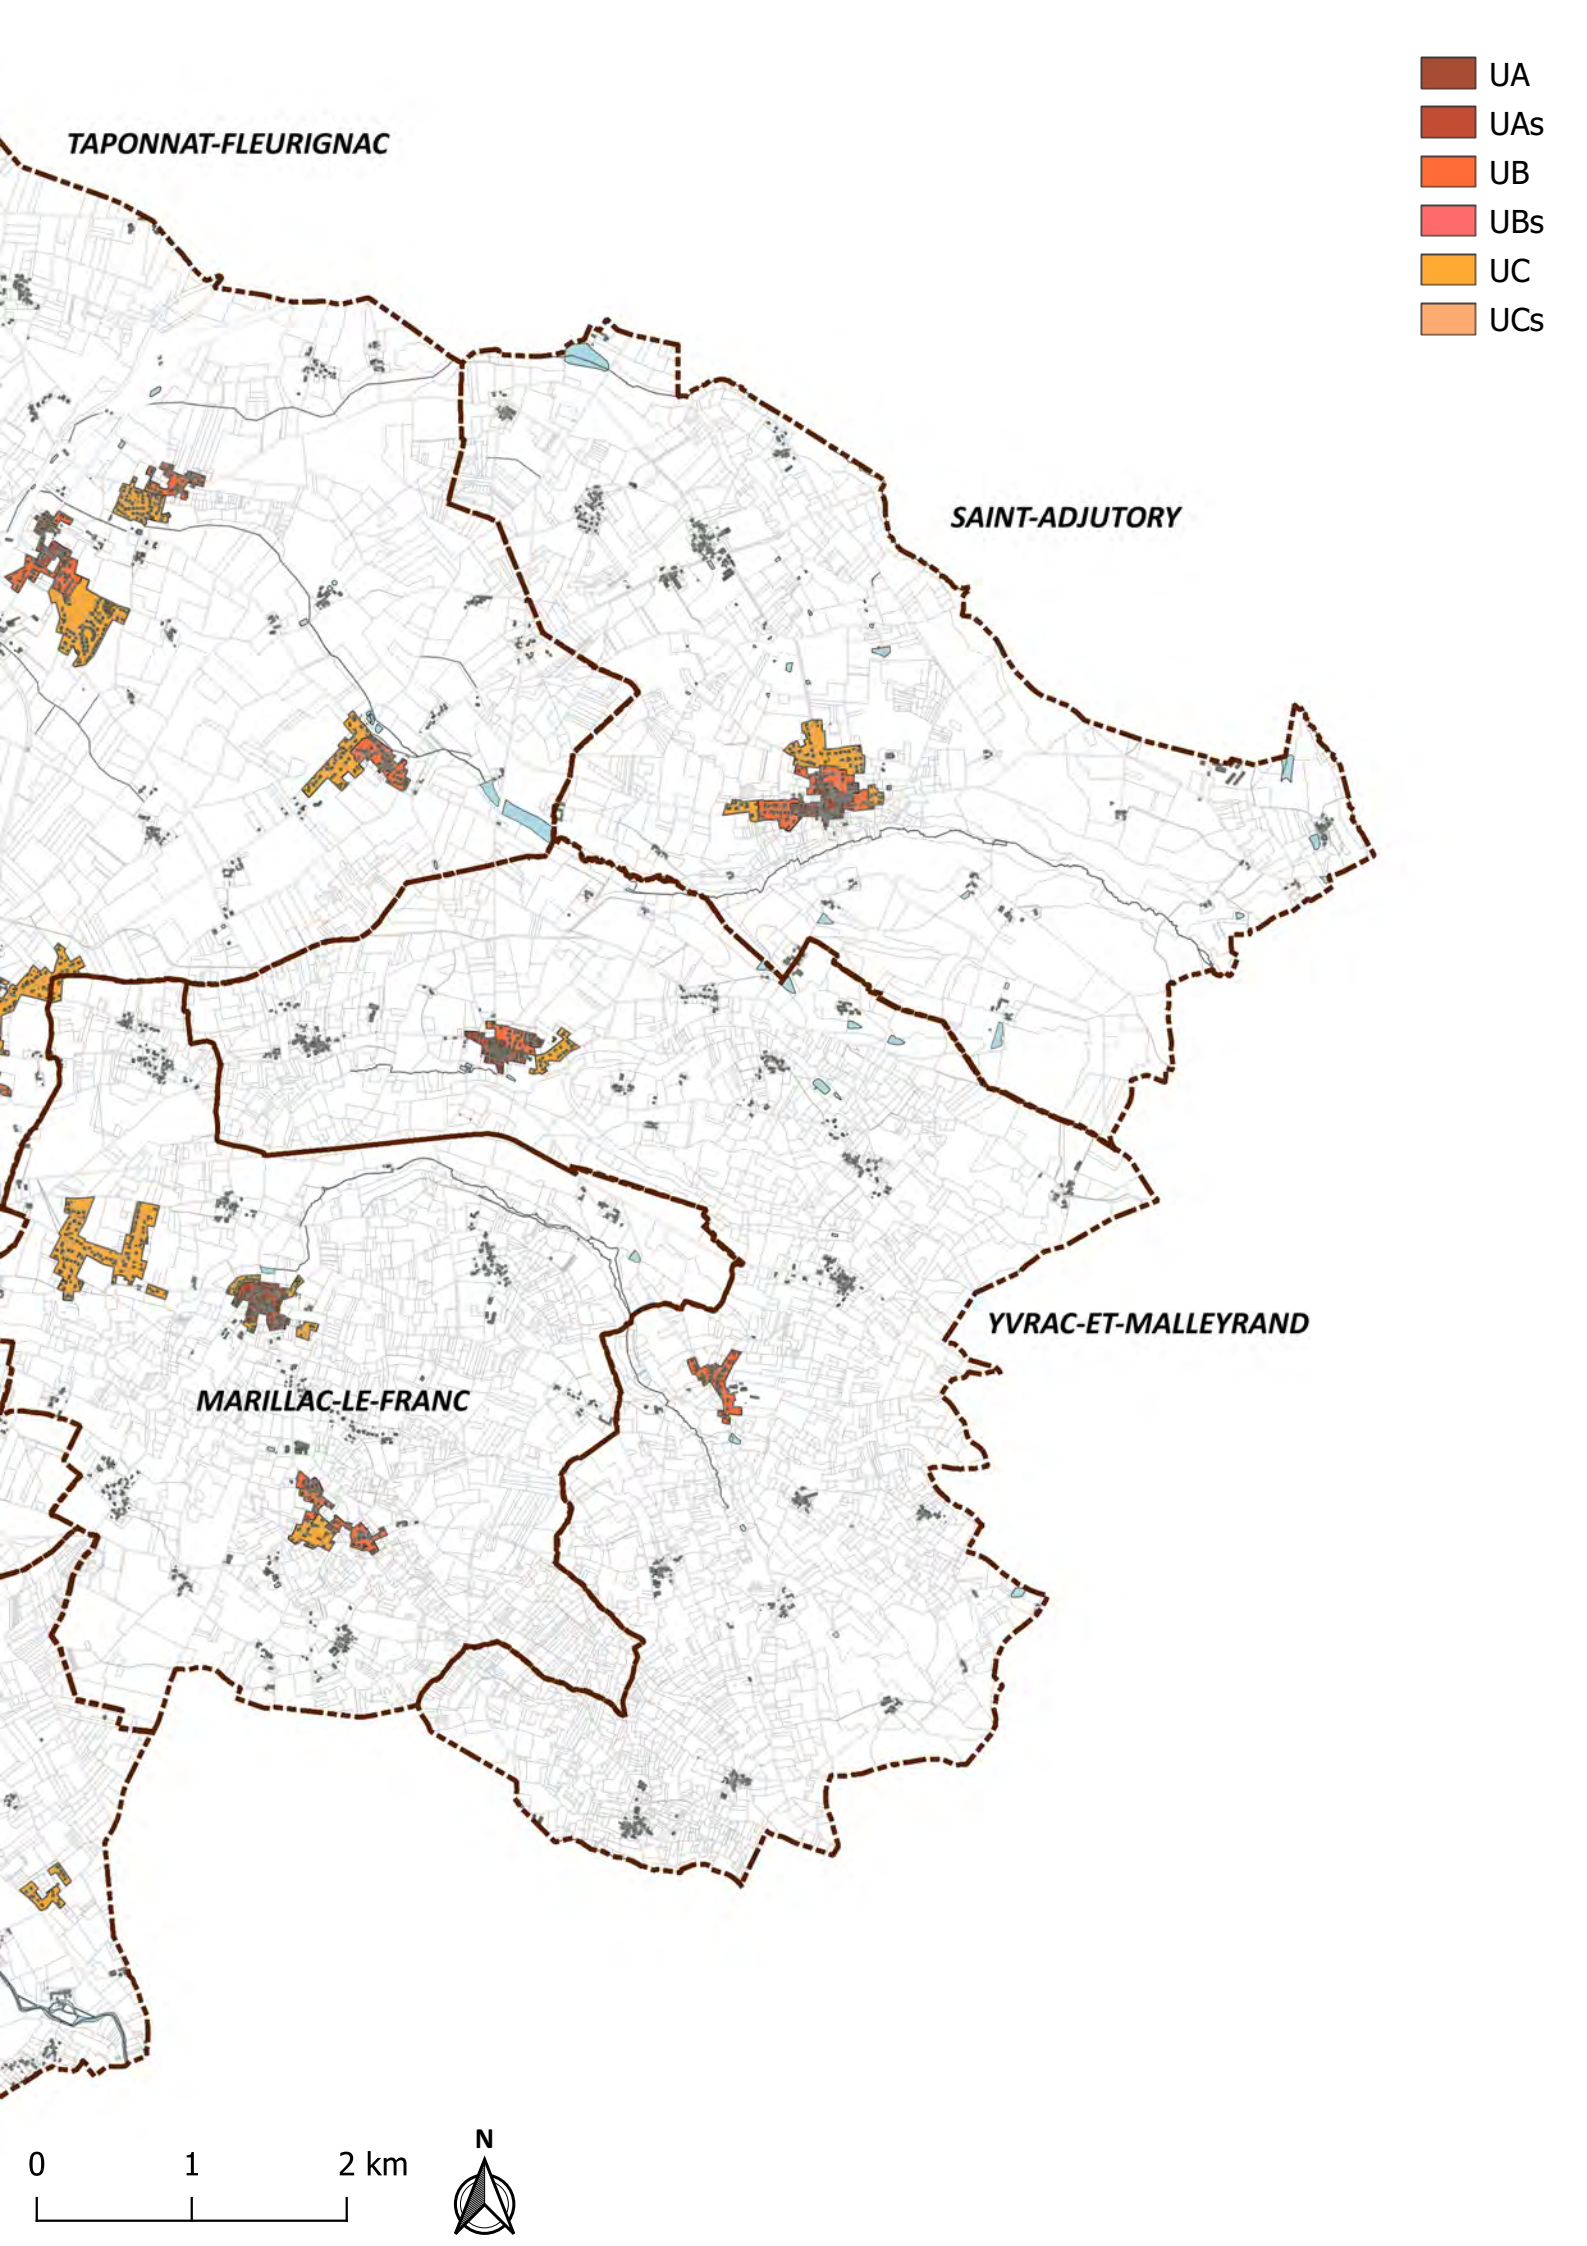 UA
UAs
UB
UBs
UC
UCs
TAPONNAT-FLEURIGNAC
SAINT-ADJUTORY
YVRAC-ET-MALLEYRAND
MARILLAC-LE-FRANC
0 1 2 km
N